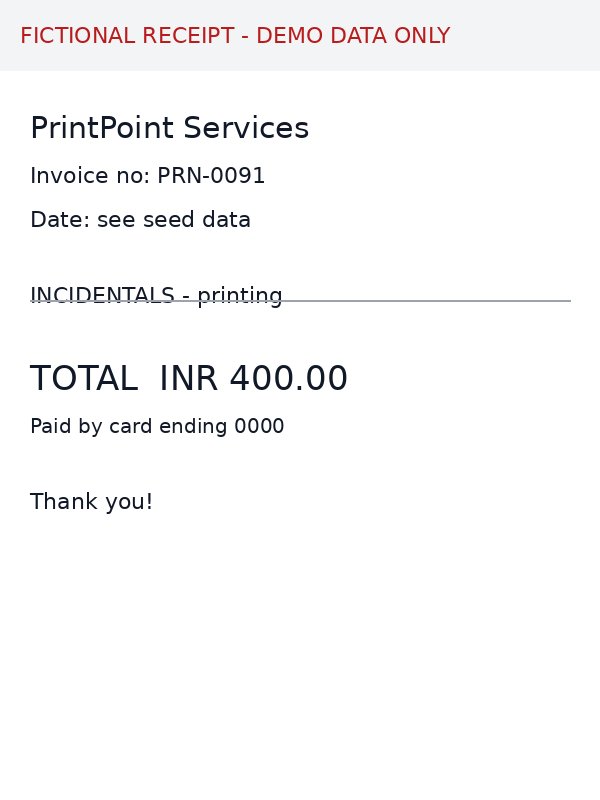 FICTIONAL RECEIPT - DEMO DATA ONLY
PrintPoint Services
Invoice no: PRN-0091
Date: see seed data
INCIDENTALS - printing
TOTAL  INR 400.00
Paid by card ending 0000
Thank you!